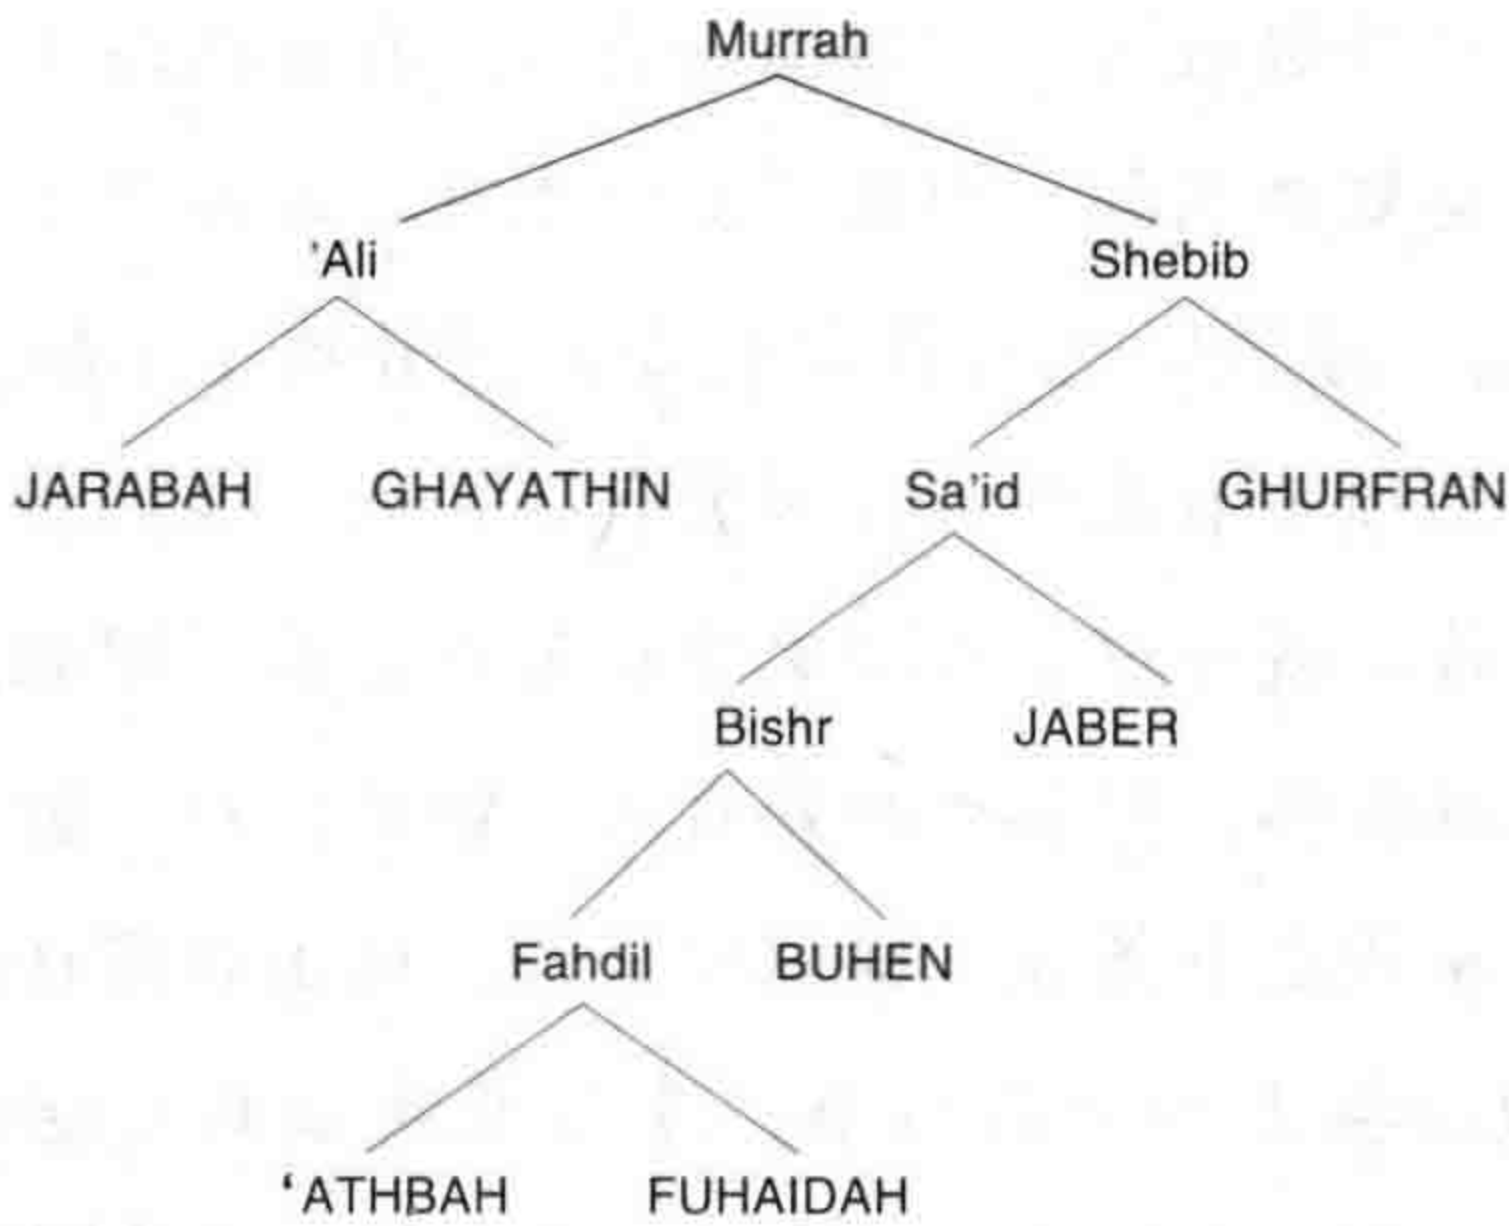 Murrah
'Ali Shebib
JARABAH GHAYATHIN Sa'id GHURFRAN
Bishr JABER
Fahdil BUHEN
‘ATHBAH FUHAIDAH